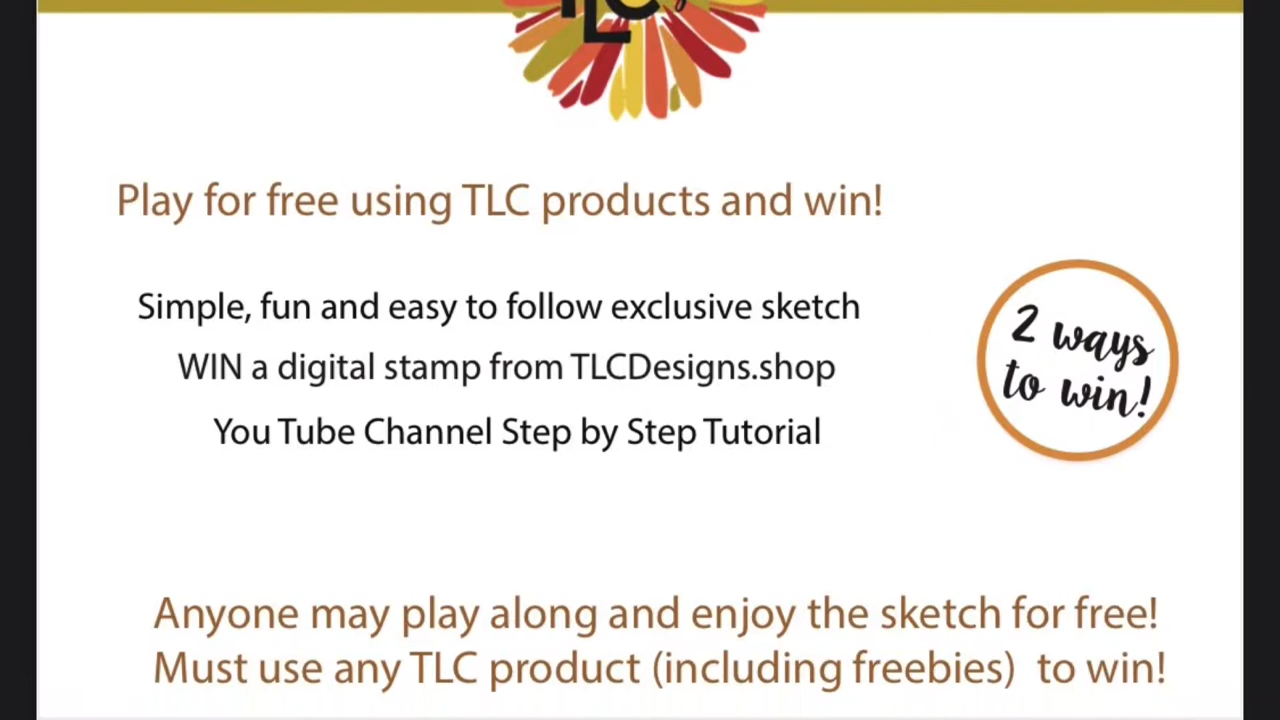 TLC
Play for free using TLC products and win!
Simple, fun and easy to follow exclusive sketch
WIN a digital stamp from TLCDesigns.shop
You Tube Channel Step by Step Tutorial
2 ways
to win!
Anyone may play along and enjoy the sketch for free!
Must use any TLC product (including freebies) to win!